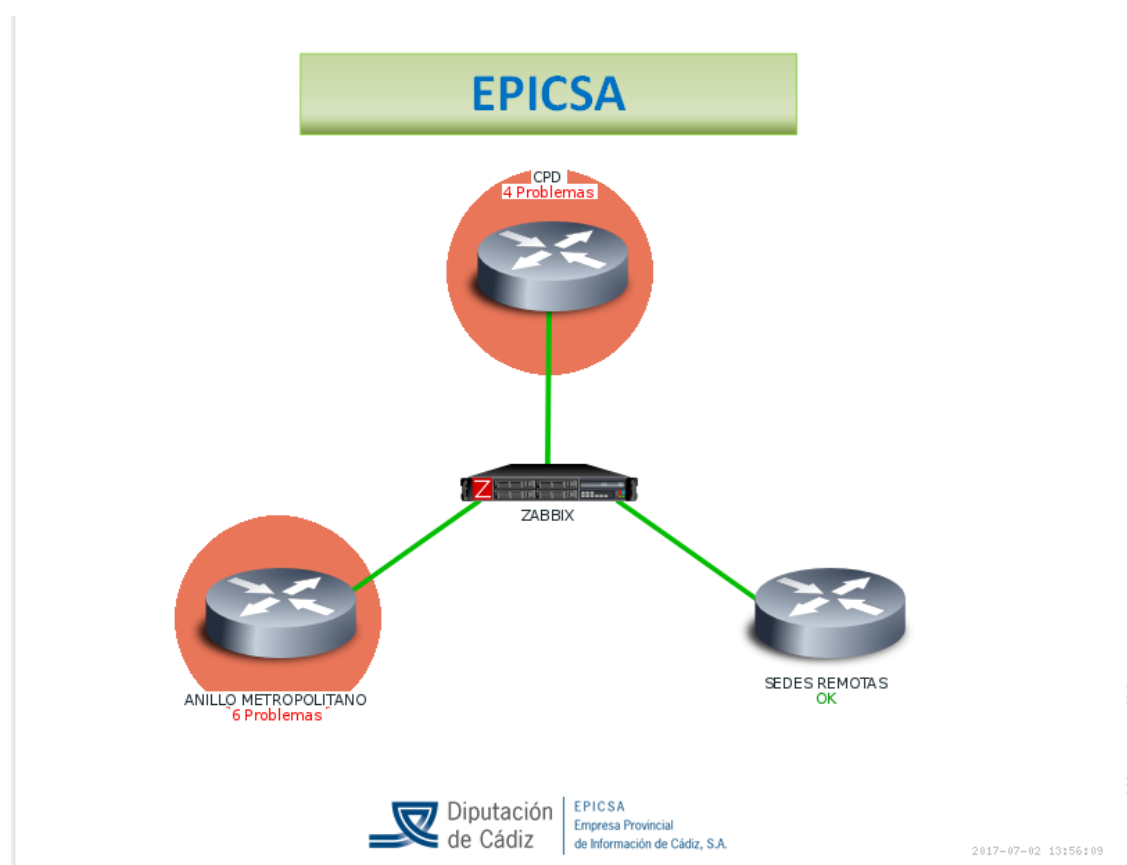 EPICSA
CPD
4 Problemas
Z
ZABBIX
ANILLO METROPOLITANO
6 Problemas
SEDES REMOTAS
OK
Diputación
de Cádiz
EPICSA
Empresa Provincial
de Información de Cádiz, S.A.
2017-07-02 13:56:09